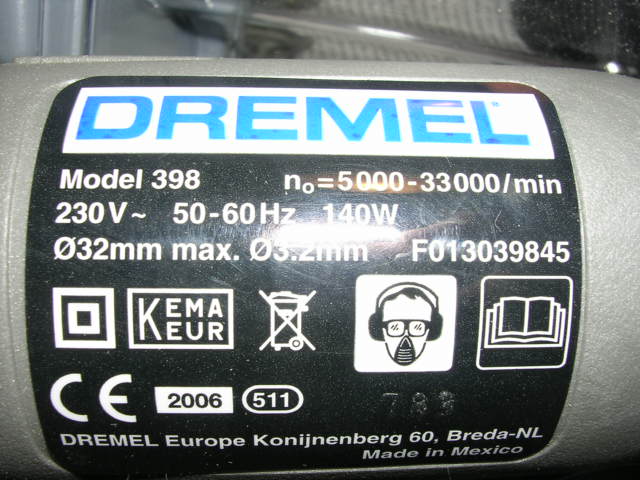 DREMEL
Model 398 no=5000-33000/min
230V~ 50-60Hz 140W
Ø32mm max. Ø3.2mm F013039845
KEMA
KEUR
CE 2006 511
DREMEL Europe Konijnenberg 60, Breda-NL
Made in Mexico